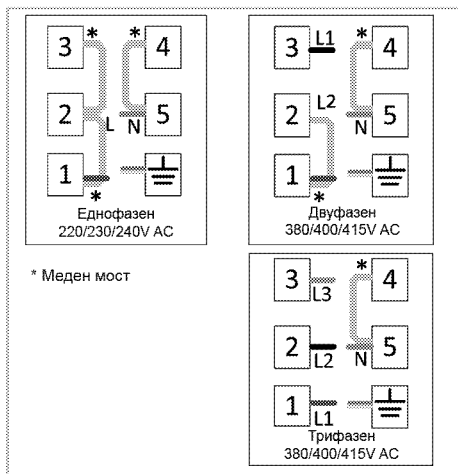 3 * * 4
2 L N 5
1 *
Еднофазен
220/230/240V AC
3 L1 * 4
2 L2 N 5
1 *
Двуфазен
380/400/415V AC
* Меден мост
3 L3 * 4
2 L2 N 5
1 L1
Трифазен
380/400/415V AC